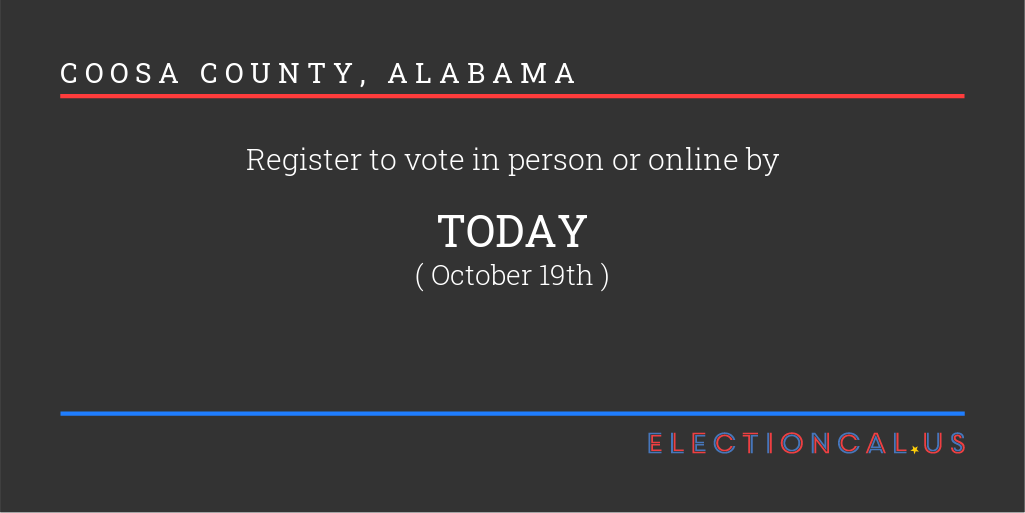 COOSA COUNTY, ALABAMA
Register to vote in person or online by
TODAY
( October 19th )
ELECTIONCAL.US